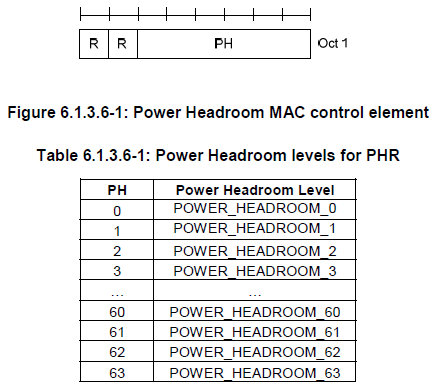 R R PH Oct 1
Figure 6.1.3.6-1: Power Headroom MAC control element
Table 6.1.3.6-1: Power Headroom levels for PHR
PH Power Headroom Level
0 POWER_HEADROOM_0
1 POWER_HEADROOM_1
2 POWER_HEADROOM_2
3 POWER_HEADROOM_3
... ...
60 POWER_HEADROOM_60
61 POWER_HEADROOM_61
62 POWER_HEADROOM_62
63 POWER_HEADROOM_63